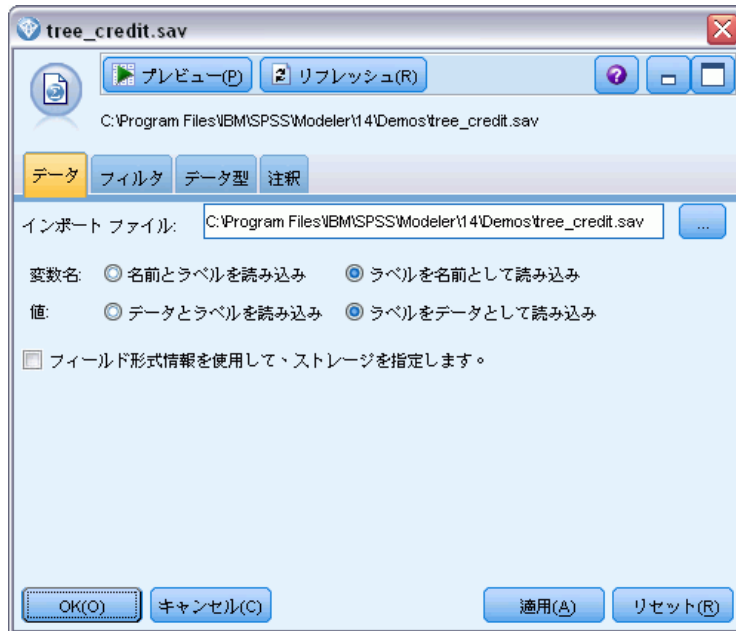 tree_credit.sav
プレビュー(P) リフレッシュ(R)
C:\Program Files\IBM\SPSS\Modeler\14\Demos\tree_credit.sav
データ フィルタ データ型 注釈
インポート ファイル: C:\Program Files\IBM\SPSS\Modeler\14\Demos\tree_credit.sav ...
変数名: 名前とラベルを読み込み ラベルを名前として読み込み
値: データとラベルを読み込み ラベルをデータとして読み込み
フィールド形式情報を使用して、ストレージを指定します。
OK(O) キャンセル(C) 適用(A) リセット(R)